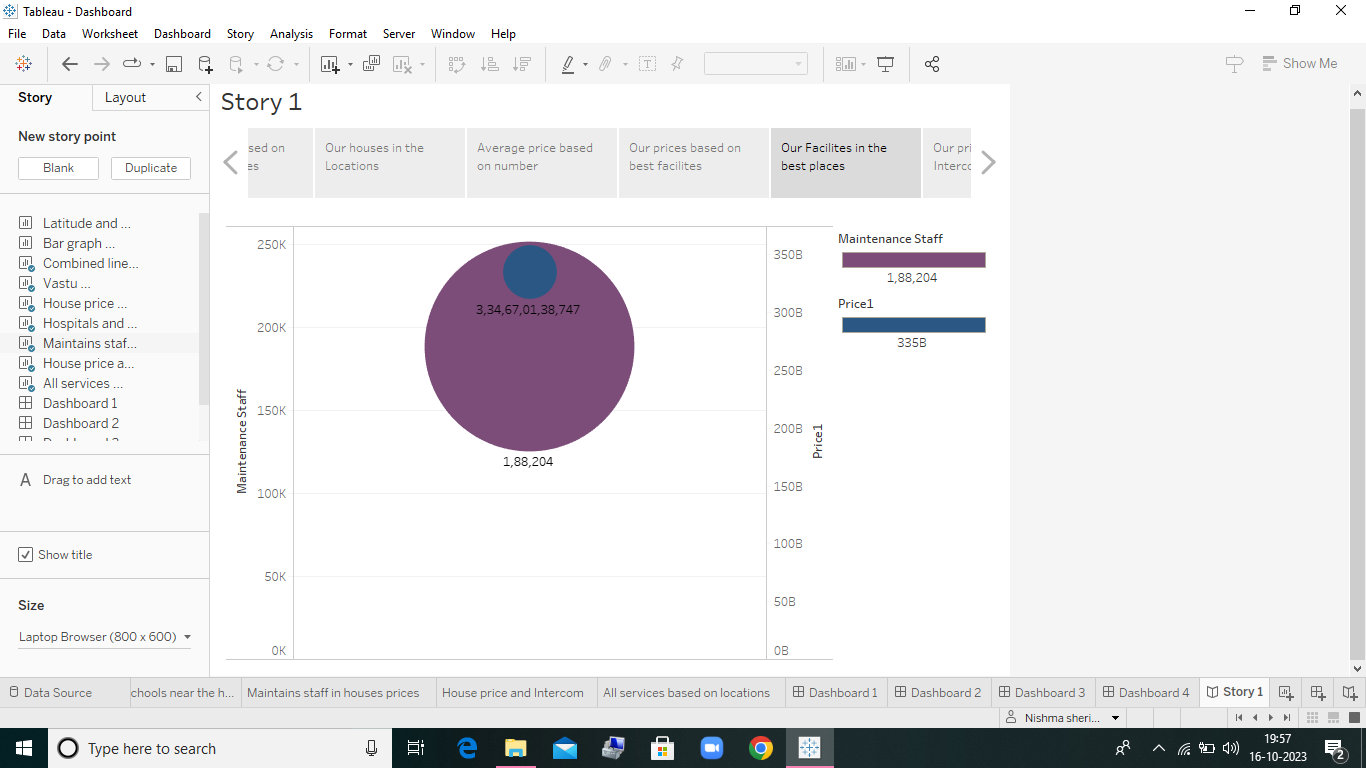 Tableau - Dashboard
File Data Worksheet Dashboard Story Analysis Format Server Window Help
Show Me
Story Layout
New story point
Blank Duplicate
Latitude and ...
Bar graph ...
Combined line...
Vastu ...
House price ...
Hospitals and ...
Maintains staf...
House price a...
All services ...
Dashboard 1
Dashboard 2
A Drag to add text
Show title
Size
Laptop Browser (800 x 600)
Story 1
sed on
es
Our houses in the
Locations
Average price based
on number
Our prices based on
best facilites
Our Facilites in the
best places
Our pri
Interco
Maintenance Staff
250K
200K
150K
100K
50K
0K
3,34,67,01,38,747
1,88,204
Price1
350B
300B
250B
200B
150B
100B
50B
0B
Maintenance Staff
1,88,204
Price1
335B
Data Source chools near the h... Maintains staff in houses prices House price and Intercom All services based on locations Dashboard 1 Dashboard 2 Dashboard 3 Dashboard 4 Story 1
Nishma sheri...
Type here to search
19:57
16-10-2023
2